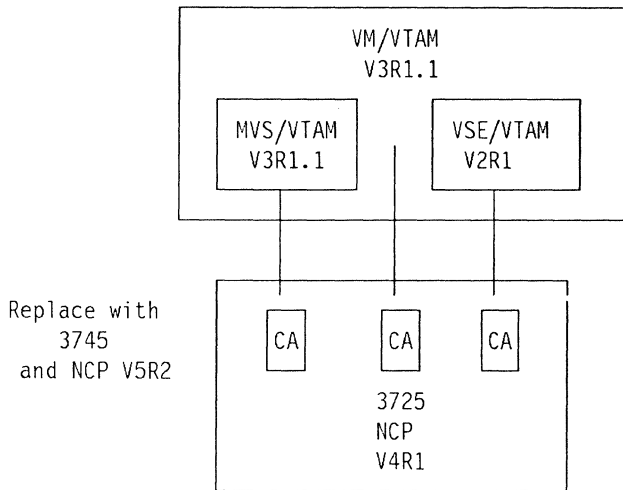 VM/VTAM
V3R1.1
MVS/VTAM
V3R1.1
VSE/VTAM
V2R1
Replace with
3745
and NCP V5R2
CA
CA
CA
3725
NCP
V4R1